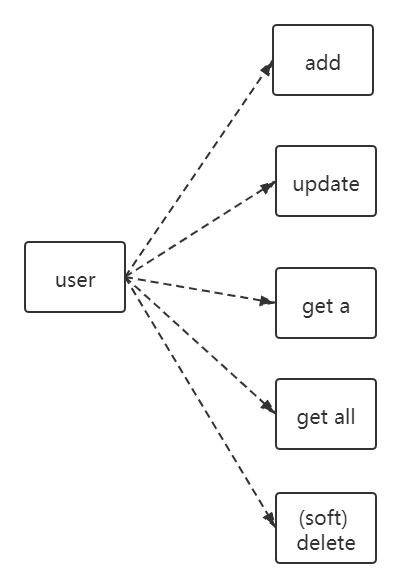 add
update
user
get a
get all
(soft)
delete